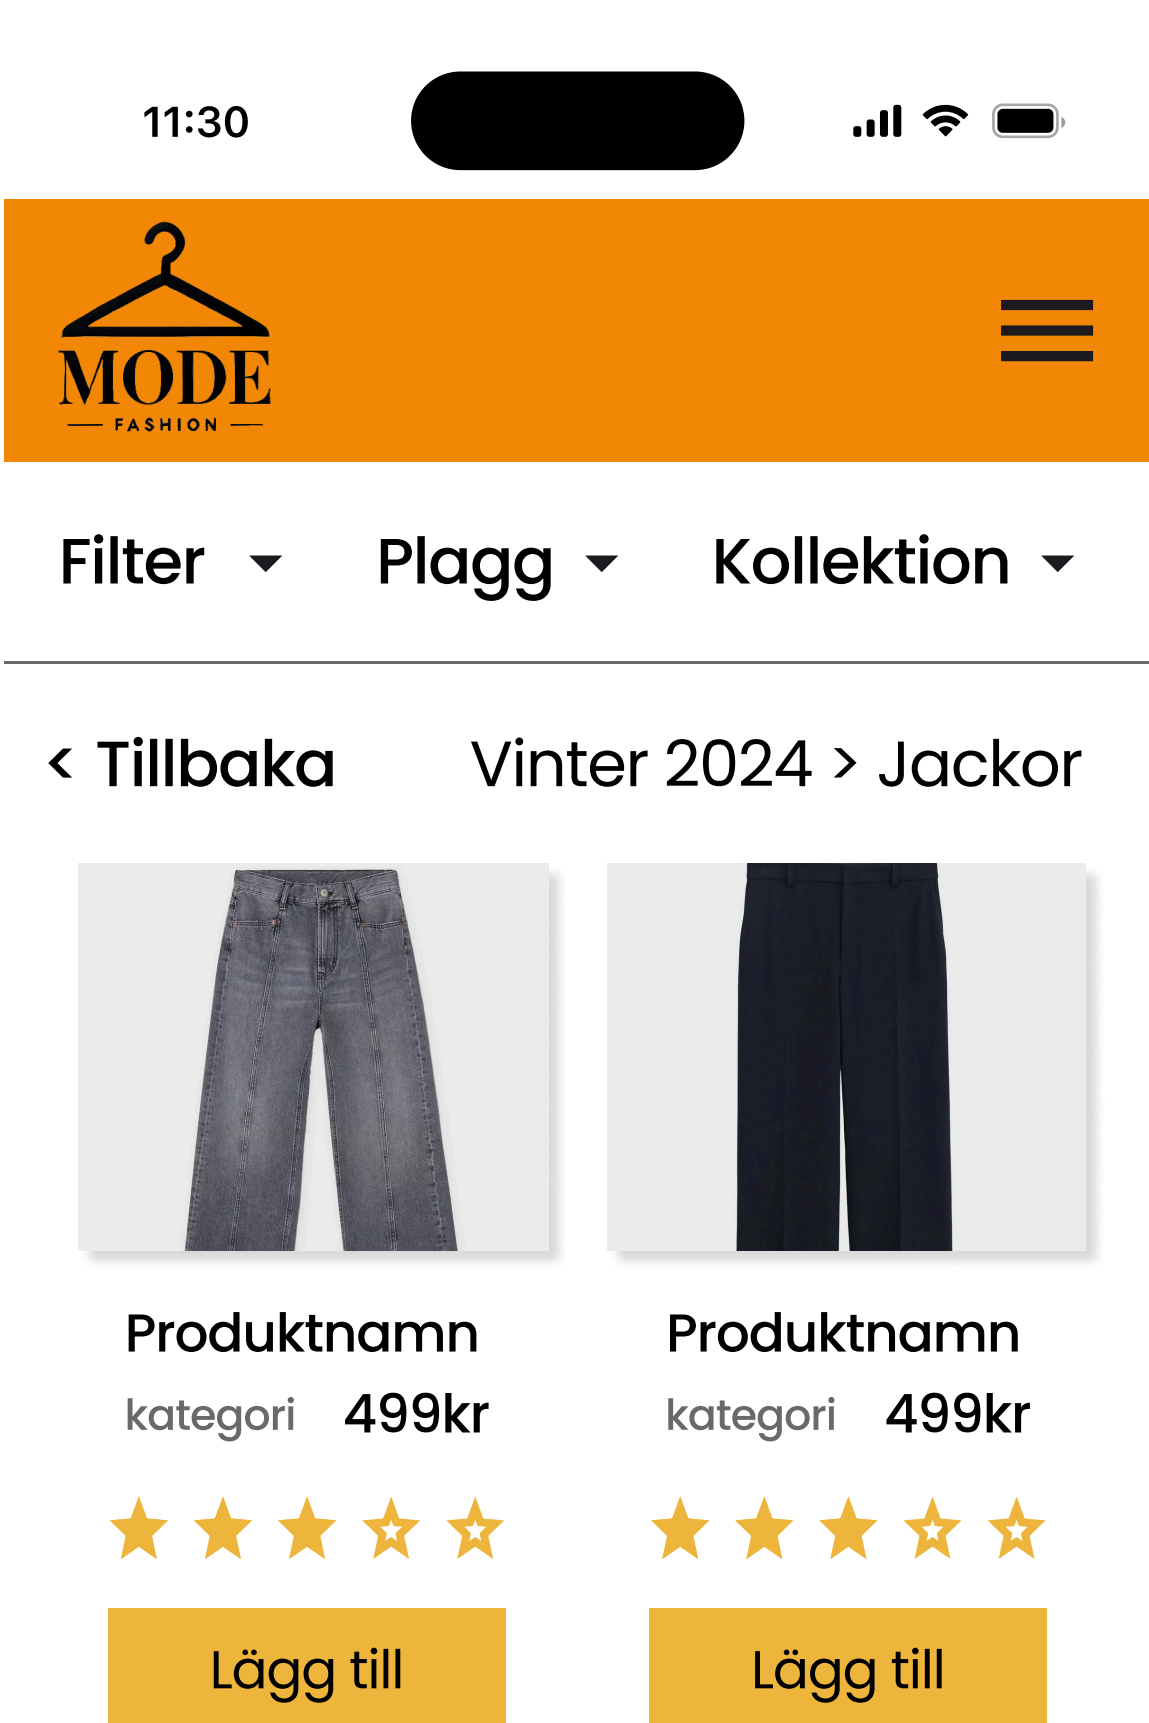 11:30
MODE
FASHION
Filter Plagg Kollektion
< Tillbaka Vinter 2024 > Jackor
Produktnamn Produktnamn
kategori 499kr kategori 499kr
Lägg till Lägg till